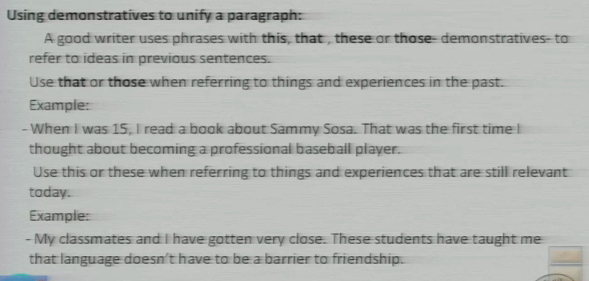 Using demonstratives to unify a paragraph:
A good writer uses phrases with this, that , these or those- demonstratives- to
refer to ideas in previous sentences.
Use that or those when referring to things and experiences in the past.
Example:
- When I was 15, I read a book about Sammy Sosa. That was the first time I
thought about becoming a professional baseball player.
Use this or these when referring to things and experiences that are still relevant
today.
Example:
- My classmates and I have gotten very close. These students have taught me
that language doesn't have to be a barrier to friendship.